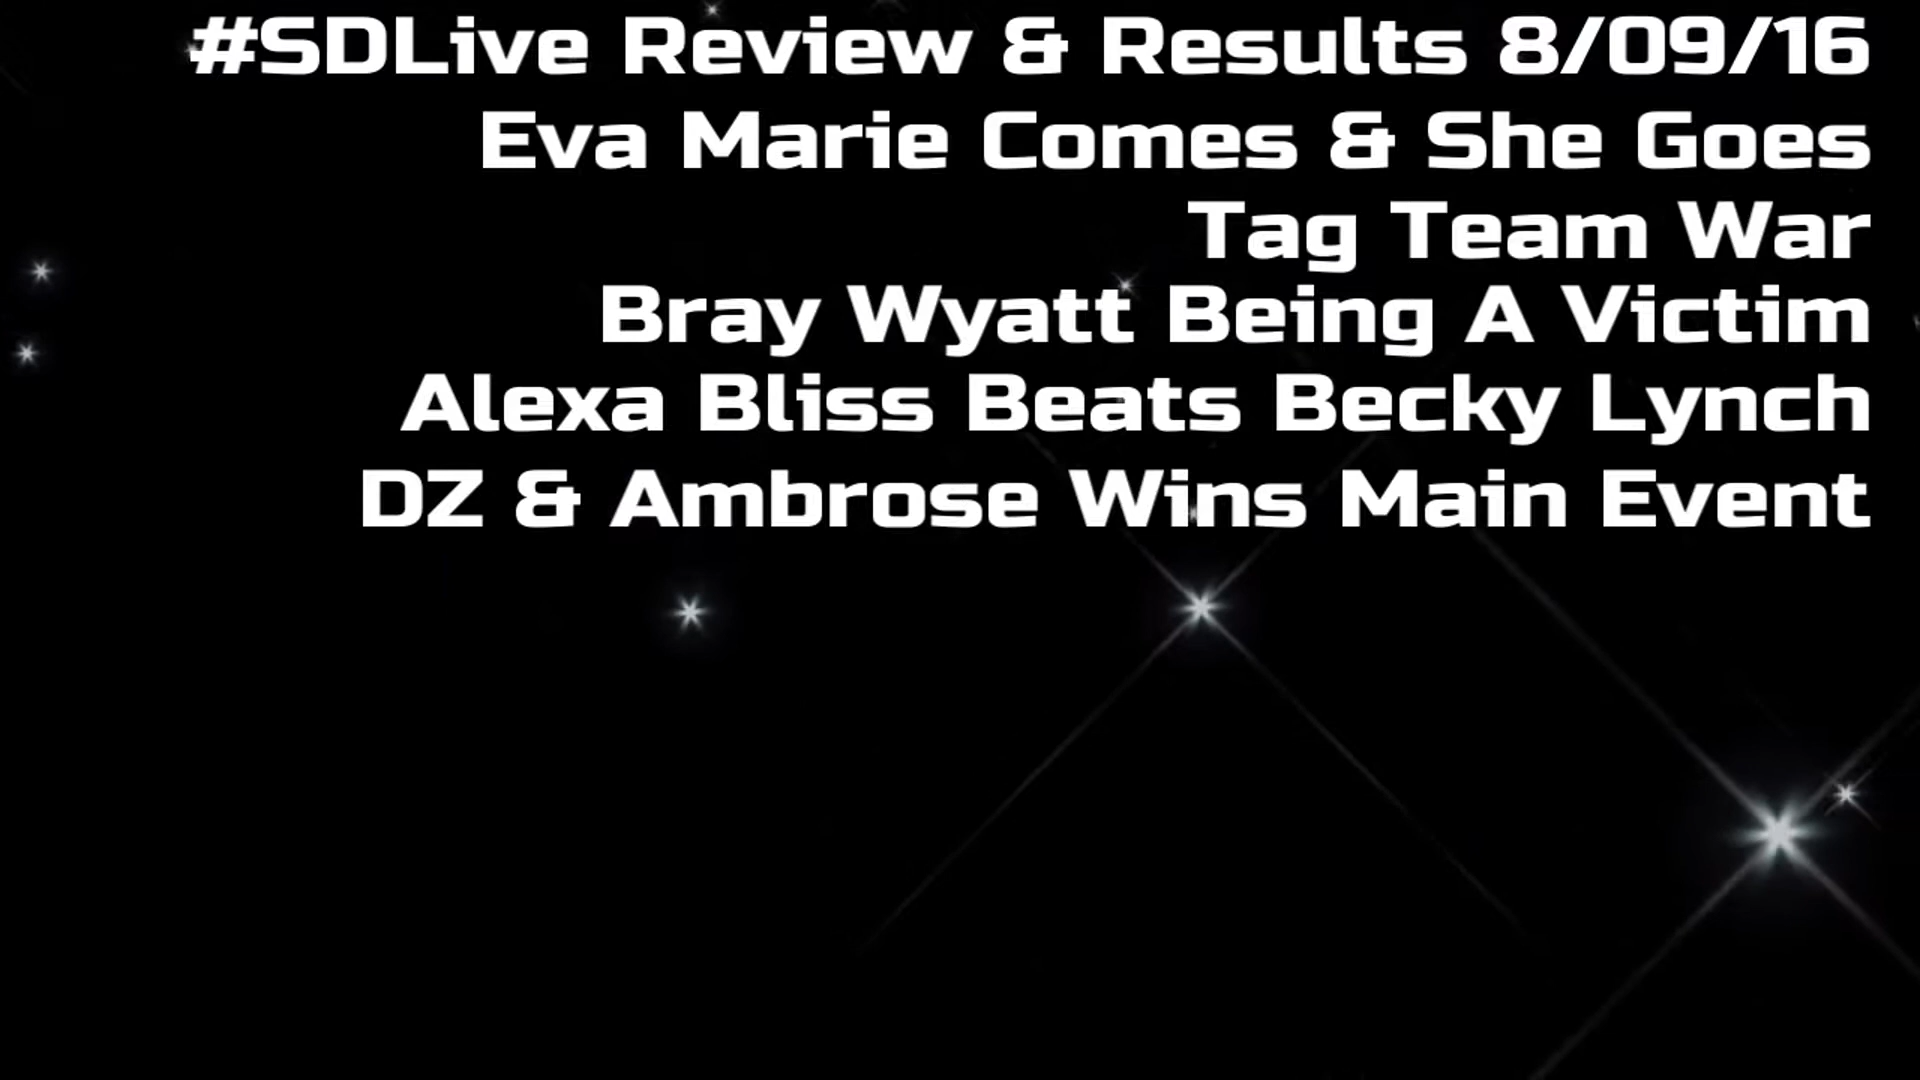 #SDLive Review & Results 8/09/16
Eva Marie Comes & She Goes
Tag Team War
Bray Wyatt Being A Victim
Alexa Bliss Beats Becky Lynch
DZ & Ambrose Wins Main Event